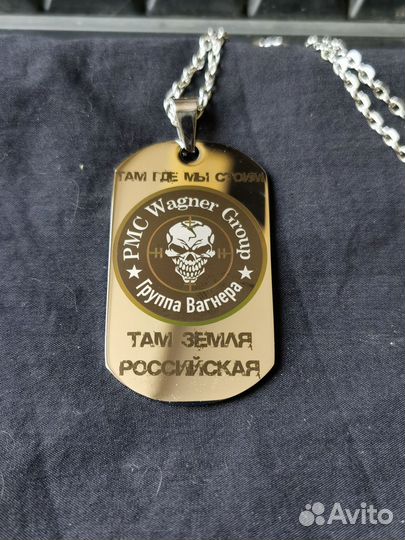 ТАМ ГДЕ МЫ СТОИМ
PMC Wagner Group
Группа Вагнера
ТАМ ЗЕМЛЯ
РОССИЙСКАЯ
Avito